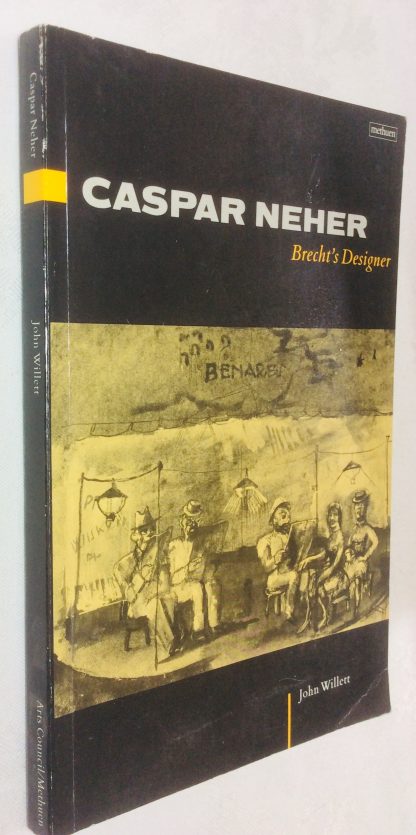 methuen
CASPAR NEHER
Brecht's Designer
BENARES
John Willett
Caspar Neher
John Willett
Arts Council/Methuen